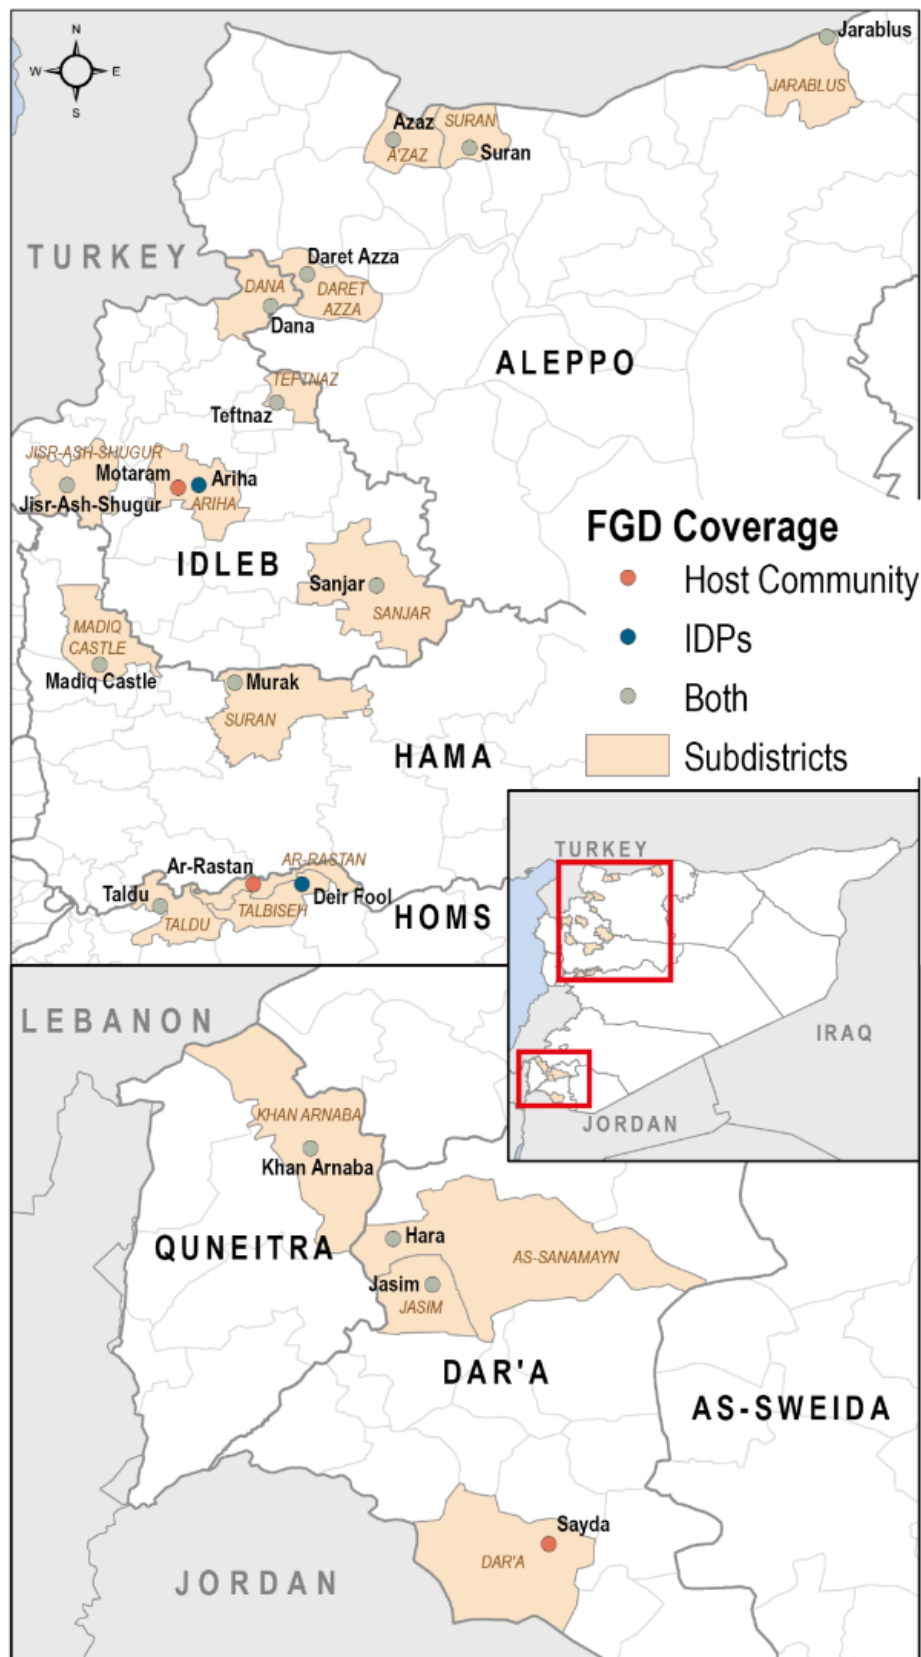 N
W
E
S
Jarablus
JARABLUS
Azaz
SURAN
A'ZAZ
Suran
TURKEY
Daret Azza
DANA
DARET
AZZA
Dana
ALEPPO
TEFTNAZ
Teftnaz
JISR-ASH-SHUGUR
Motaram
Ariha
Jisr-Ash-Shugur
ARIHA
FGD Coverage
Host Community
IDPs
Both
Subdistricts
IDLEB
Sanjar
SANJAR
MADIQ
CASTLE
Madiq Castle
Murak
SURAN
HAMA
Ar-Rastan
AR-RASTAN
Taldu
Deir Fool
TALBISEH
TALDU
HOMS
TURKEY
IRAQ
JORDAN
LEBANON
KHAN ARNABA
Khan Arnaba
QUNEITRA
Hara
AS-SANAMAYN
Jasim
JASIM
DAR'A
AS-SWEIDA
Sayda
DAR'A
JORDAN